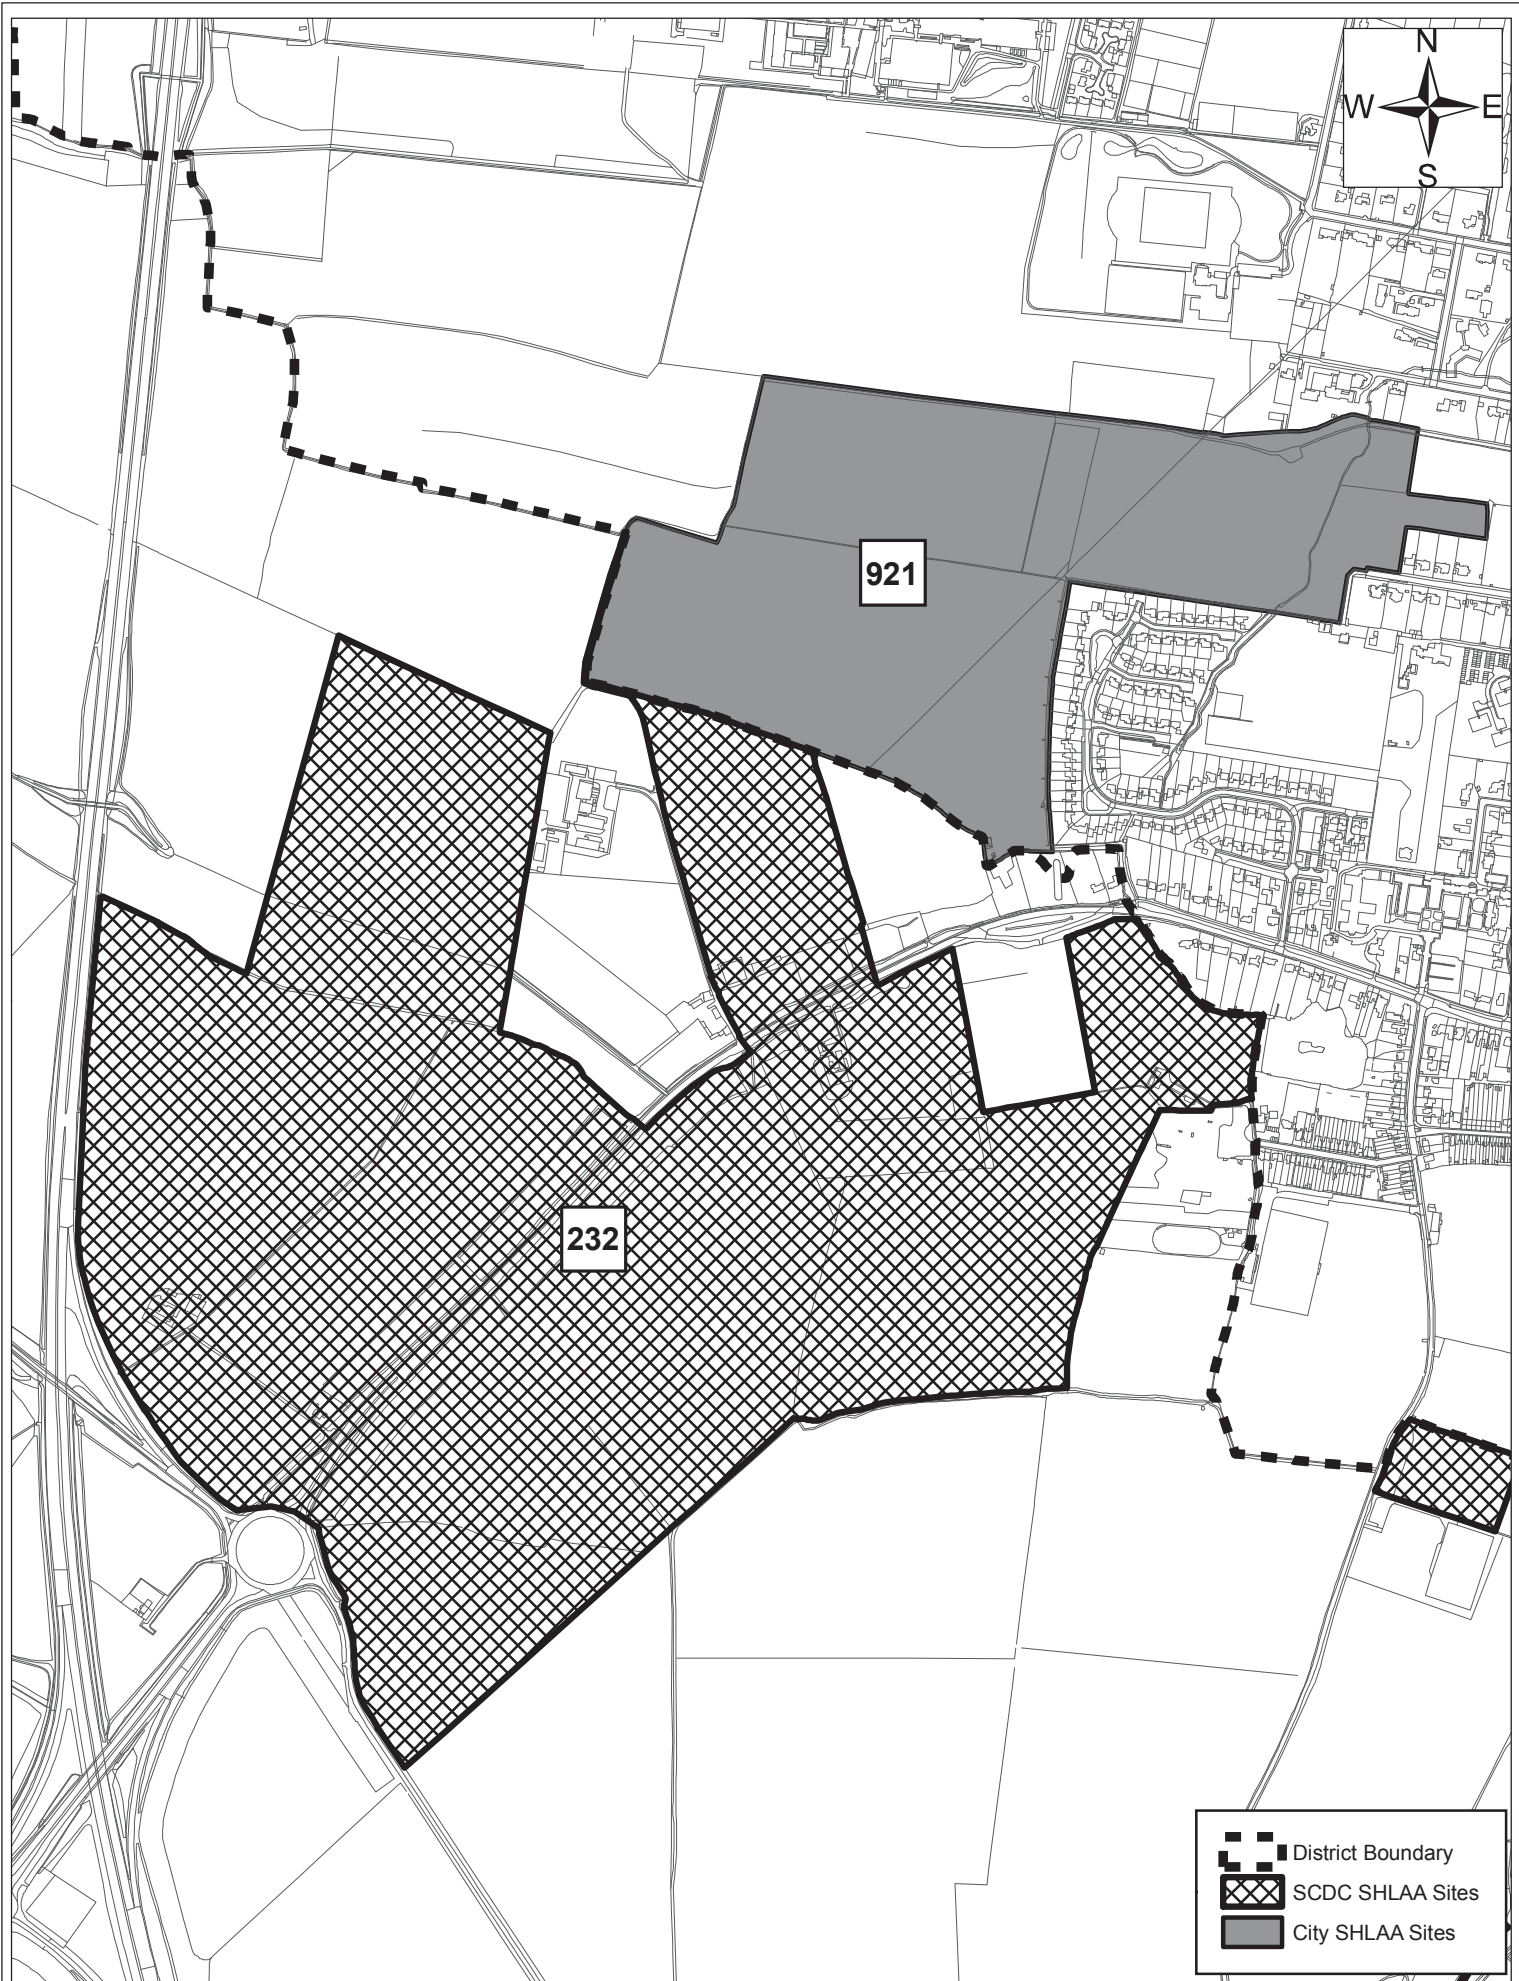 N
W E
S
921
232
District Boundary
SCDC SHLAA Sites
City SHLAA Sites